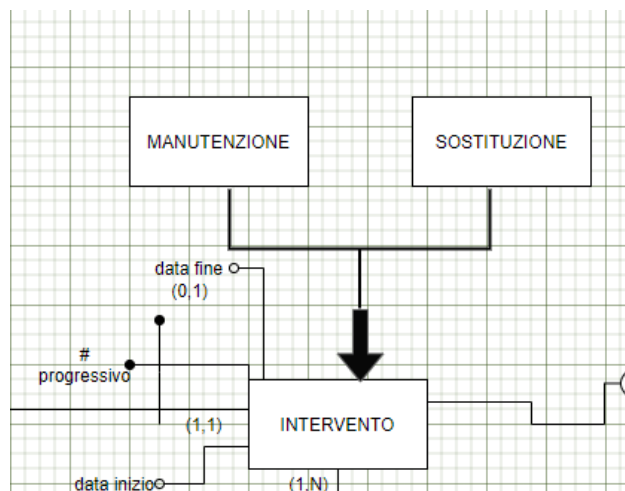 MANUTENZIONE
SOSTITUZIONE
data fine
(0,1)
#
progressivo
(1,1)
INTERVENTO
data inizio
(1,N)